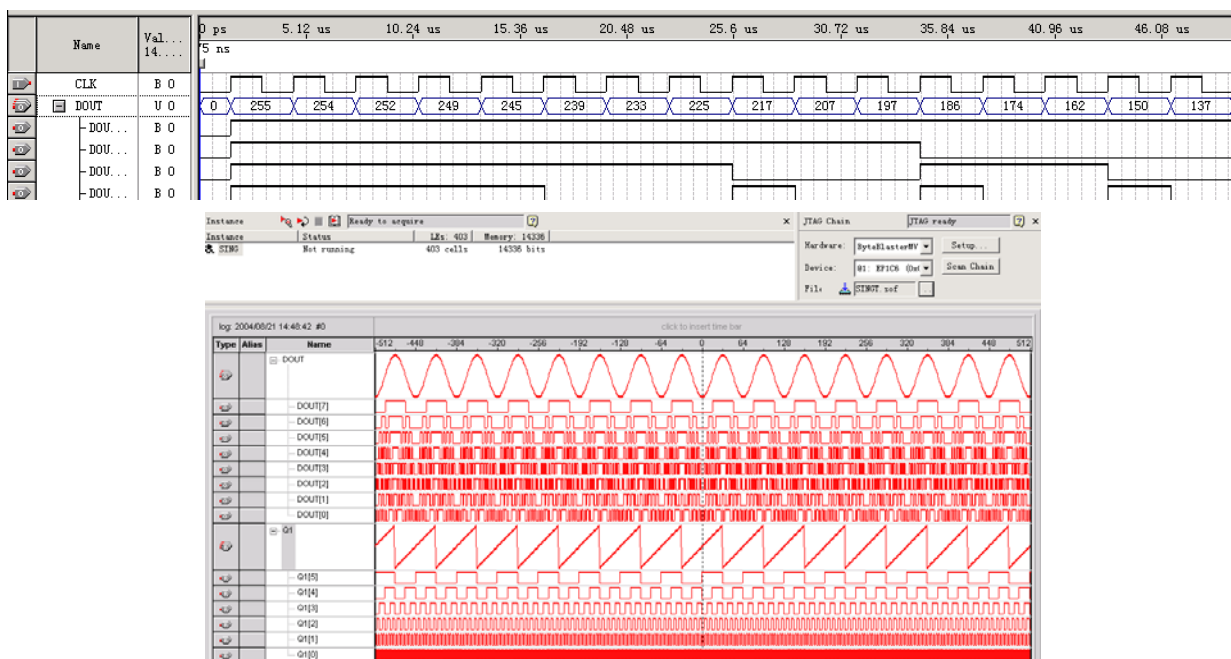 Name Val... 14.... 0 ps 5.12 us 10.24 us 15.36 us 20.48 us 25.6 us 30.72 us 35.84 us 40.96 us 46.08 us
75 ns
CLK B 0
DOUT U 0 0 255 254 252 249 245 239 233 225 217 207 197 186 174 162 150 137
DOU... B 0
DOU... B 0
DOU... B 0
DOU... B 0
Instance Ready to acquire ? × JTAG Chain JTAG ready ? ×
Instance Status LEs: 403 Memory: 14336
SING Not running 403 cells 14336 bits
Hardware: ByteBlasterMV Setup...
Device: Scan Chain
File: SINGT.sof ...
log: 2004/08/21 14:48:42 #0 click to insert time bar
Type Alias Name -512 -448 -384 -320 -256 -192 -120 -64 0 64 128 192 256 320 384 448 512
DOUT
DOUT[7]
DOUT[6]
DOUT[5]
DOUT[4]
DOUT[3]
DOUT[2]
DOUT[1]
DOUT[0]
Q1
Q1[5]
Q1[4]
Q1[3]
Q1[2]
Q1[1]
Q1[0]